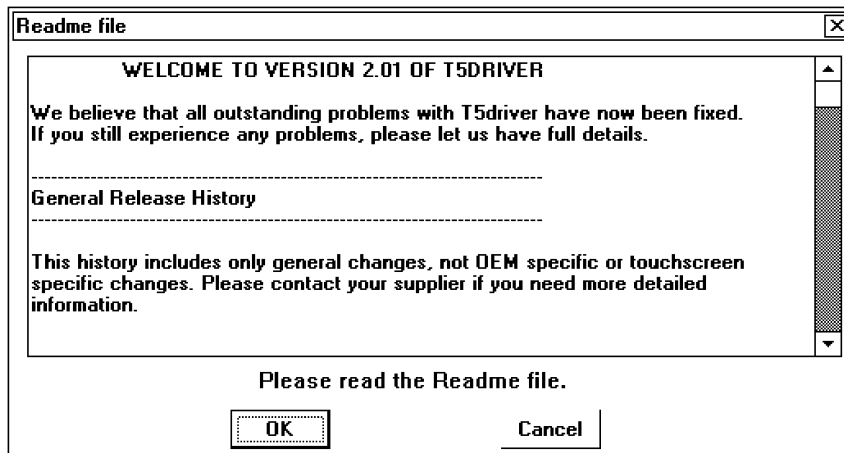 Readme file
WELCOME TO VERSION 2.01 OF T5DRIVER
We believe that all outstanding problems with T5driver have now been fixed.
If you still experience any problems, please let us have full details.
------------------------------------------------------------------------------
General Release History
------------------------------------------------------------------------------
This history includes only general changes, not OEM specific or touchscreen
specific changes. Please contact your supplier if you need more detailed
information.
Please read the Readme file.
OK Cancel